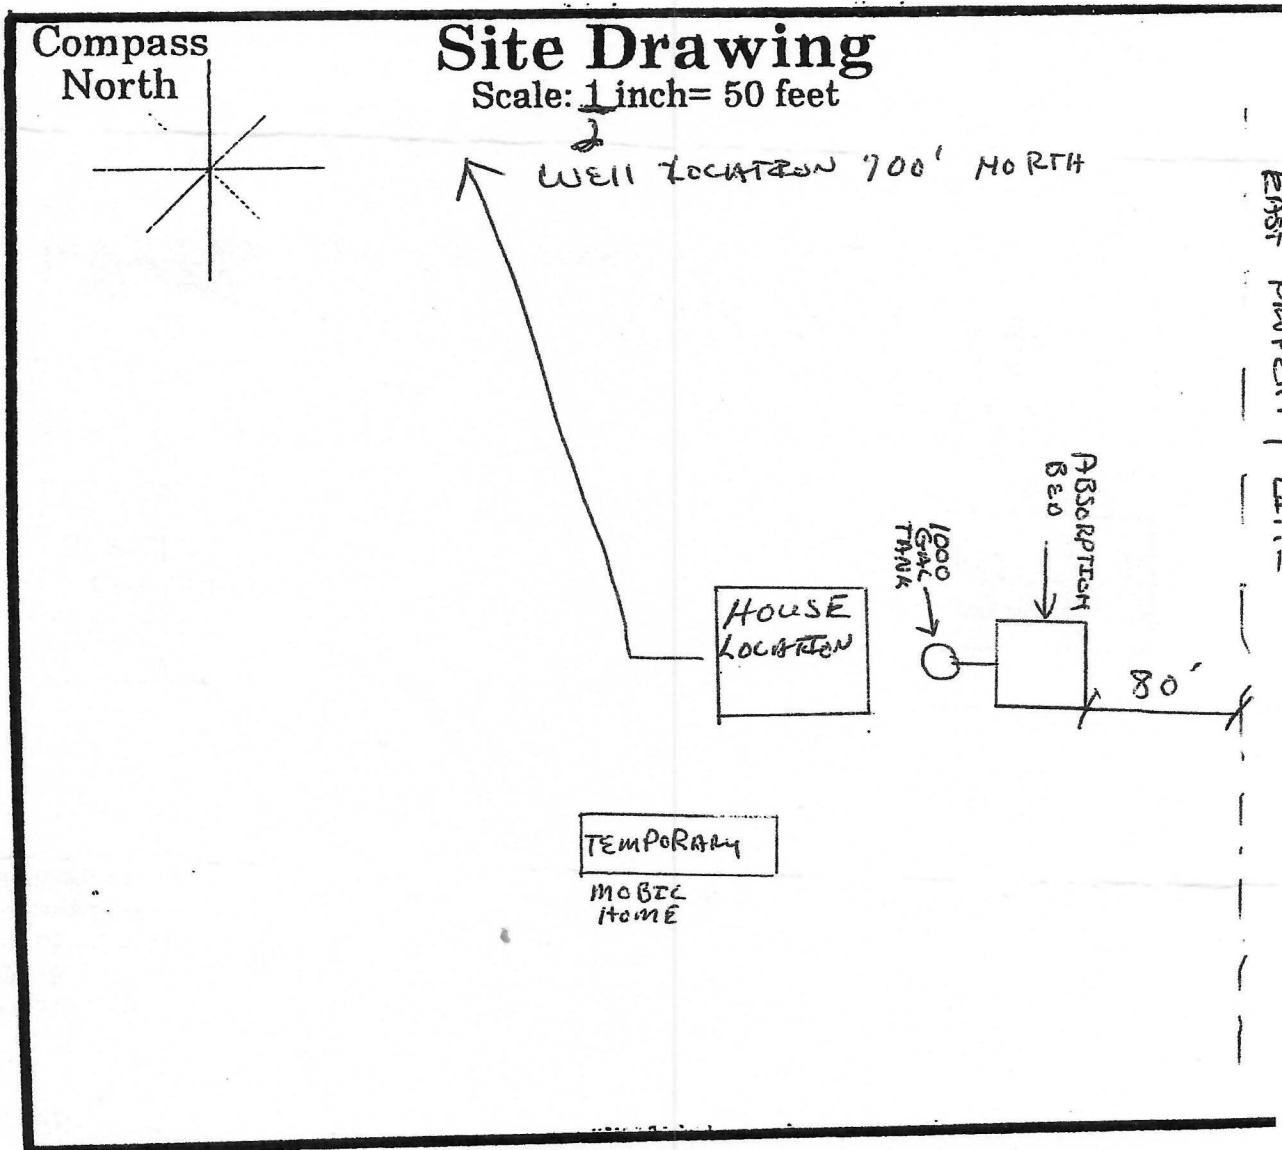 Compass
North
Site Drawing
Scale: 1 inch= 50 feet
2
WEll LOCATION 700' NORTH
EAST PROPERTY LINE
ABSORPTION
BED
1000
GAL
TANK
HOUSE
LOCATION
80'
TEMPORARY
MOBIL
HOME